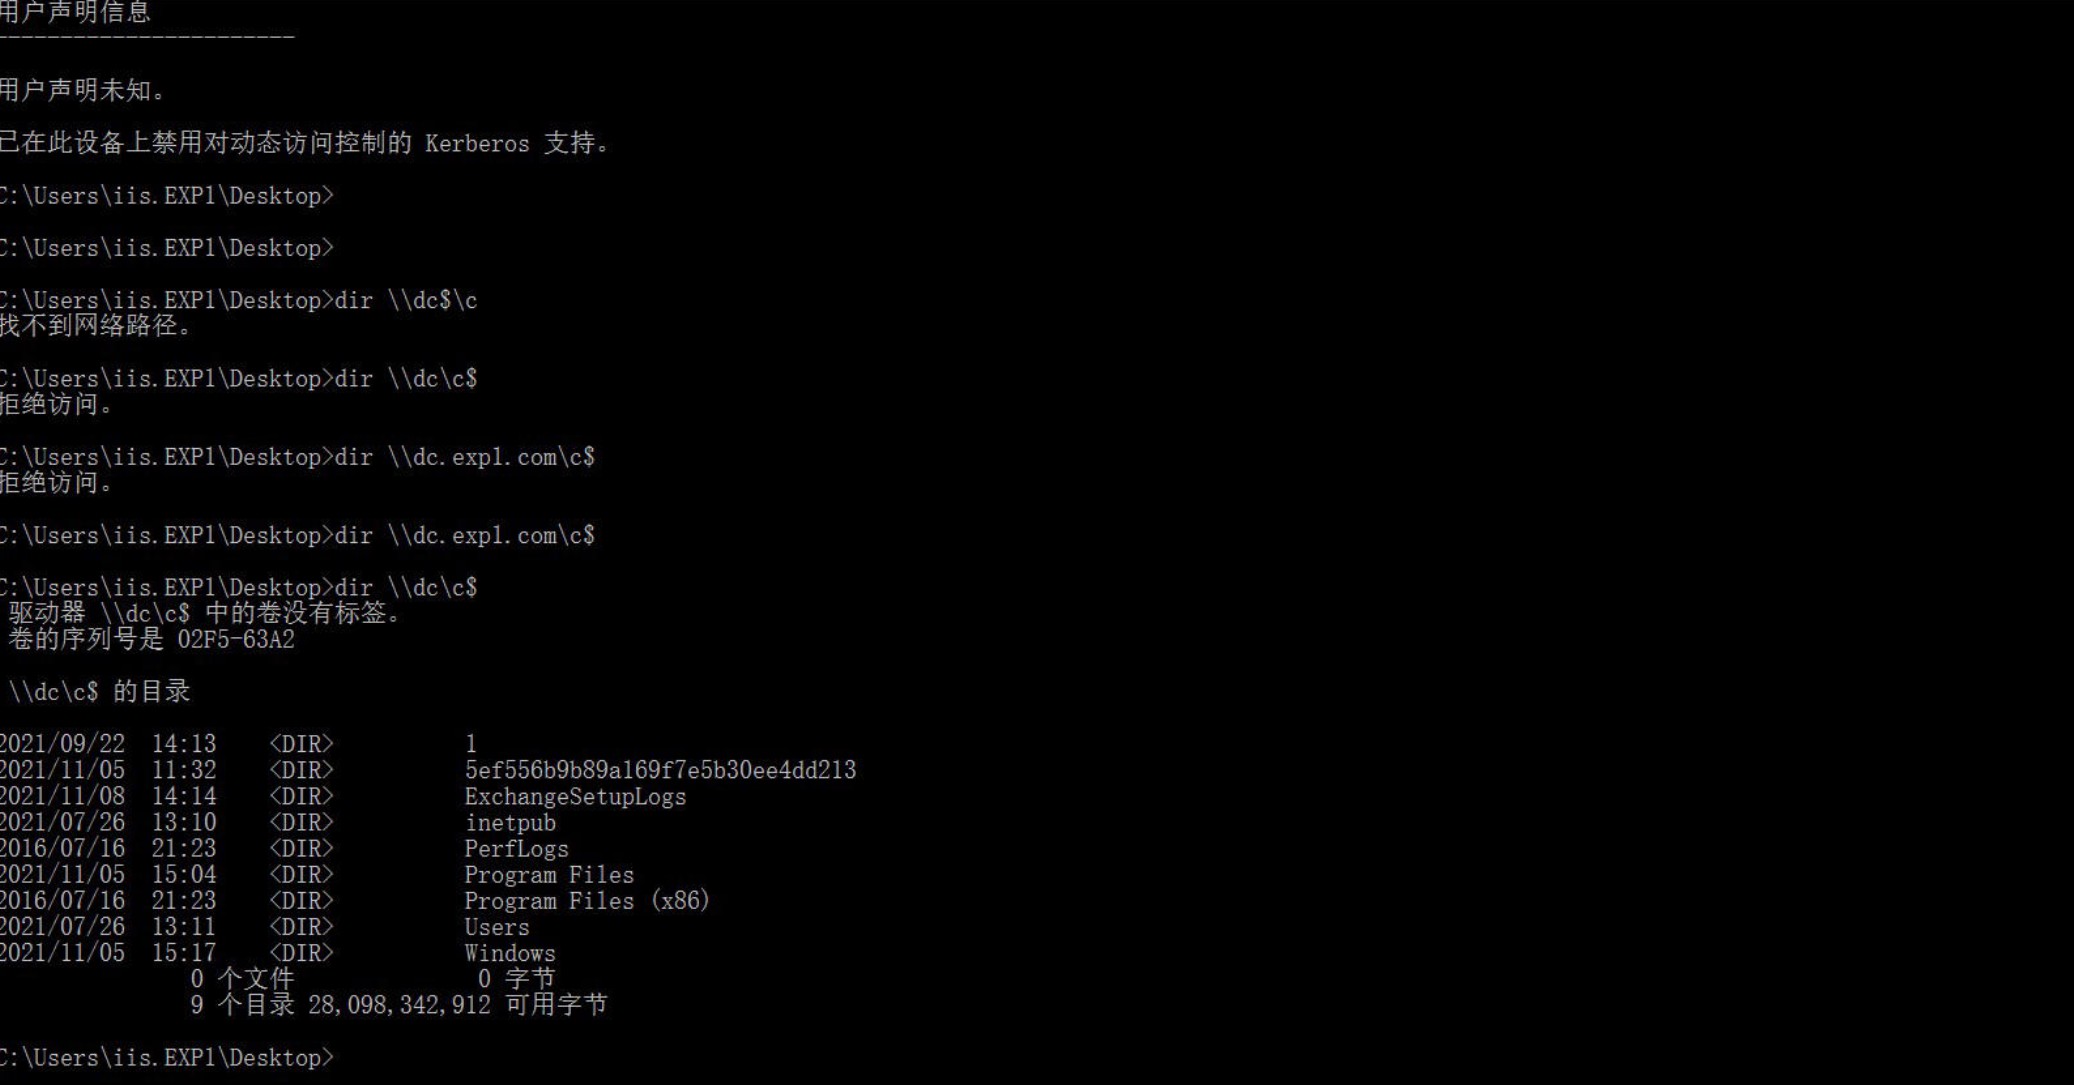 用户声明信息
-----------------------
用户声明未知。
已在此设备上禁用对动态访问控制的 Kerberos 支持。
C:\Users\iis.EXP1\Desktop>
C:\Users\iis.EXP1\Desktop>
C:\Users\iis.EXP1\Desktop>dir \\dc$\c
找不到网络路径。
C:\Users\iis.EXP1\Desktop>dir \\dc\c$
拒绝访问。
C:\Users\iis.EXP1\Desktop>dir \\dc.exp1.com\c$
拒绝访问。
C:\Users\iis.EXP1\Desktop>dir \\dc.exp1.com\c$
C:\Users\iis.EXP1\Desktop>dir \\dc\c$
驱动器 \\dc\c$ 中的卷没有标签。
卷的序列号是 02F5-63A2
\\dc\c$ 的目录
2021/09/22  14:13    <DIR>          1
2021/11/05  11:32    <DIR>          5ef556b9b89a169f7e5b30ee4dd213
2021/11/08  14:14    <DIR>          ExchangeSetupLogs
2021/07/26  13:10    <DIR>          inetpub
2016/07/16  21:23    <DIR>          PerfLogs
2021/11/05  15:04    <DIR>          Program Files
2016/07/16  21:23    <DIR>          Program Files (x86)
2021/07/26  13:11    <DIR>          Users
2021/11/05  15:17    <DIR>          Windows
0 个文件              0 字节
9 个目录 28,098,342,912 可用字节
C:\Users\iis.EXP1\Desktop>